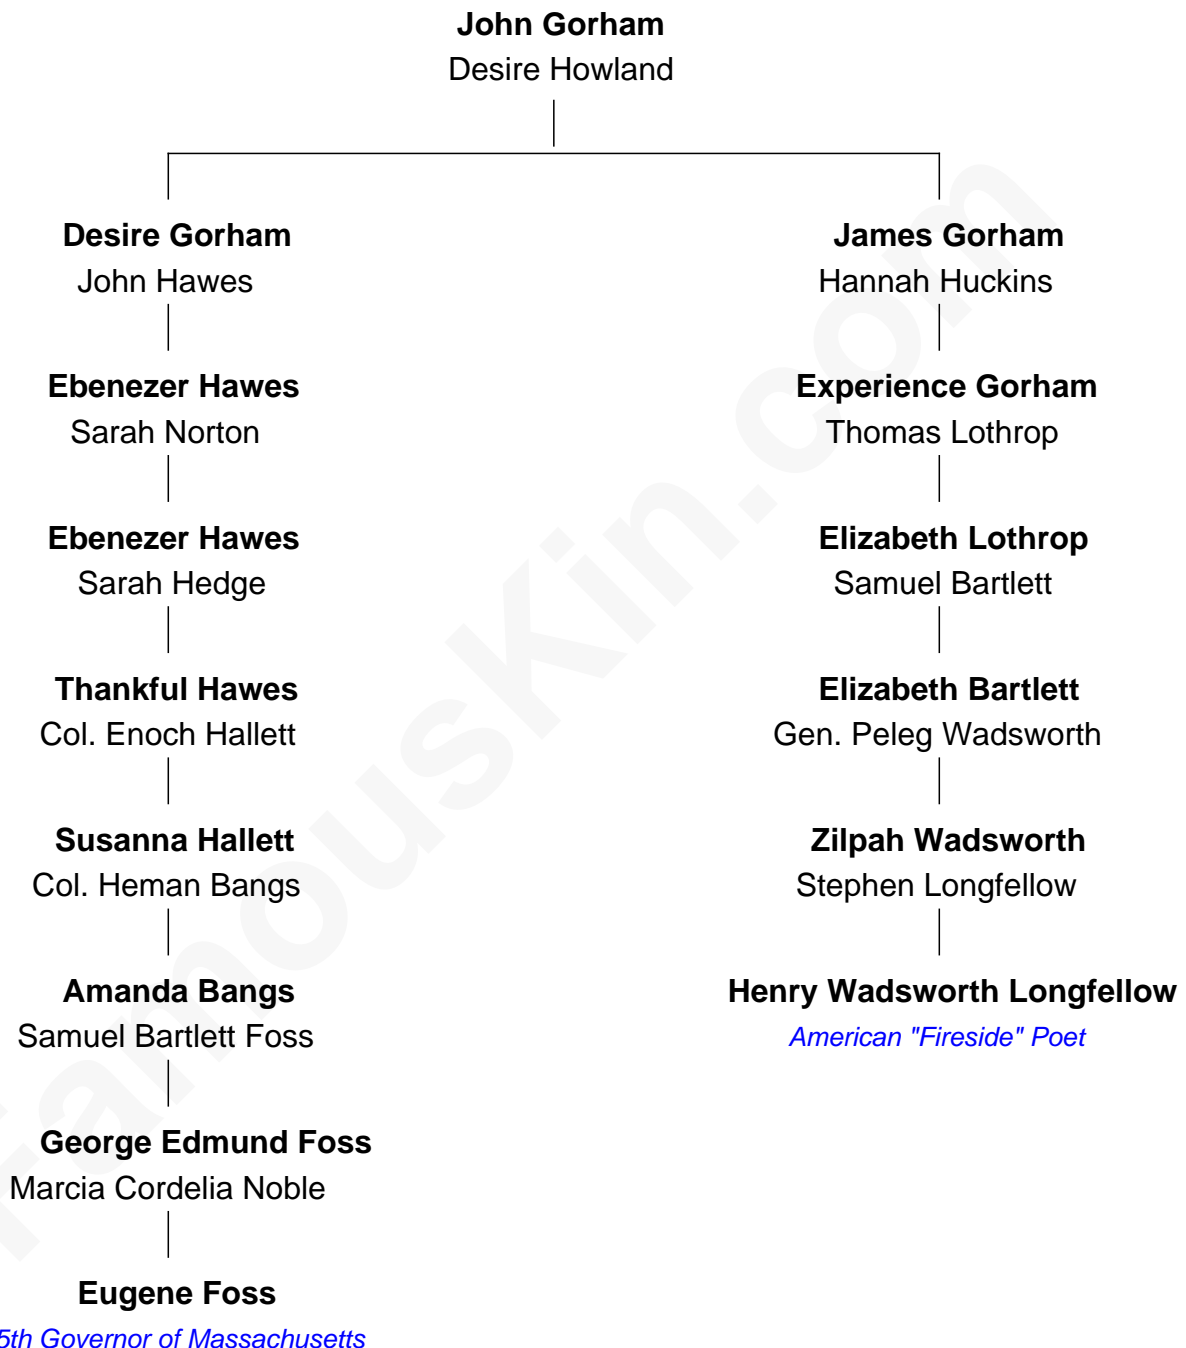 John Gorham
Desire Howland
Desire Gorham
John Hawes
James Gorham
Hannah Huckins
Ebenezer Hawes
Sarah Norton
Experience Gorham
Thomas Lothrop
Ebenezer Hawes
Sarah Hedge
Elizabeth Lothrop
Samuel Bartlett
Thankful Hawes
Col. Enoch Hallett
Elizabeth Bartlett
Gen. Peleg Wadsworth
Susanna Hallett
Col. Heman Bangs
Zilpah Wadsworth
Stephen Longfellow
Amanda Bangs
Samuel Bartlett Foss
Henry Wadsworth Longfellow
American "Fireside" Poet
George Edmund Foss
Marcia Cordelia Noble
Eugene Foss
5th Governor of Massachusetts
FamousKin.com